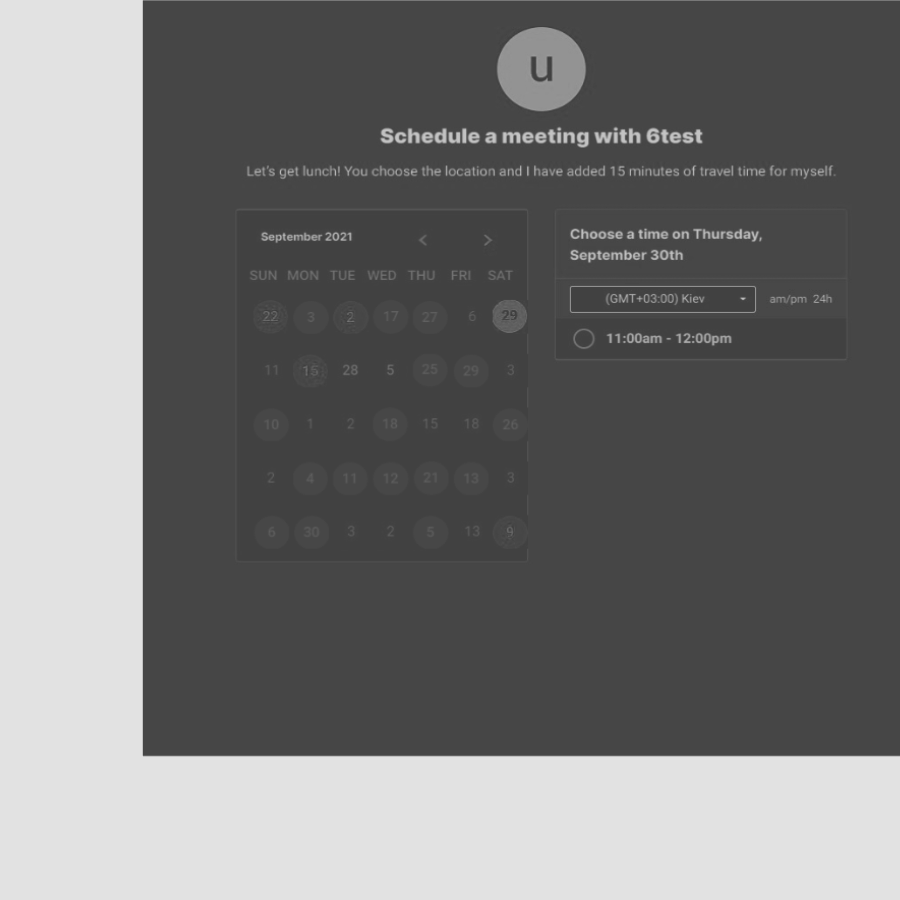 u
Schedule a meeting with 6test
Let's get lunch! You choose the location and I have added 15 minutes of travel time for myself.
September 2021 < >
SUN MON TUE WED THU FRI SAT
22 3 2 17 27 6 29
11 15 28 5 25 29 3
10 1 2 18 15 18 26
2 4 11 12 21 13 3
6 30 3 2 5 13 9
Choose a time on Thursday,
September 30th
(GMT+03:00) Kiev am/pm 24h
11:00am - 12:00pm